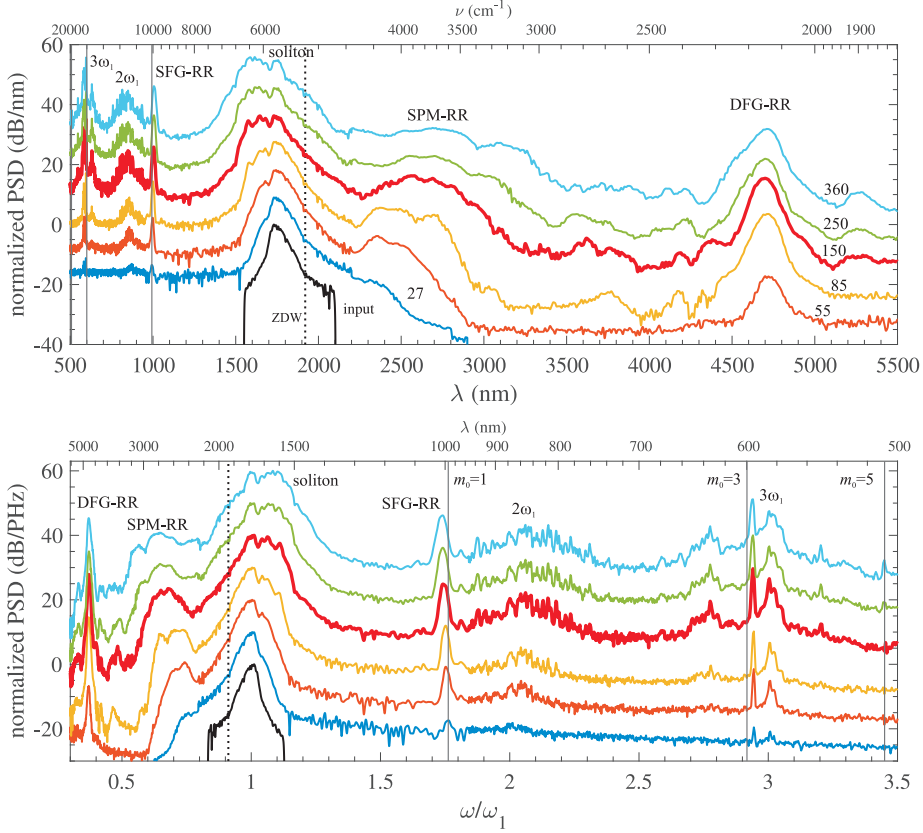 ν (cm⁻¹)
20000 10000 8000 6000 4000 3500 3000 2500 2000 1900
60
40
20
0
-20
-40
normalized PSD (dB/nm)
3ω₁
2ω₁
SFG-RR
soliton
SPM-RR
DFG-RR
360
250
150
85
55
27
ZDW
input
500 1000 1500 2000 2500 3000 3500 4000 4500 5000 5500
λ (nm)
λ (nm)
5000 3000 2000 1500 1000 900 800 700 600 500
60
40
20
0
-20
normalized PSD (dB/PHz)
DFG-RR
SPM-RR
soliton
SFG-RR
m₀=1
2ω₁
m₀=3
3ω₁
m₀=5
0.5 1 1.5 2 2.5 3 3.5
ω/ω₁